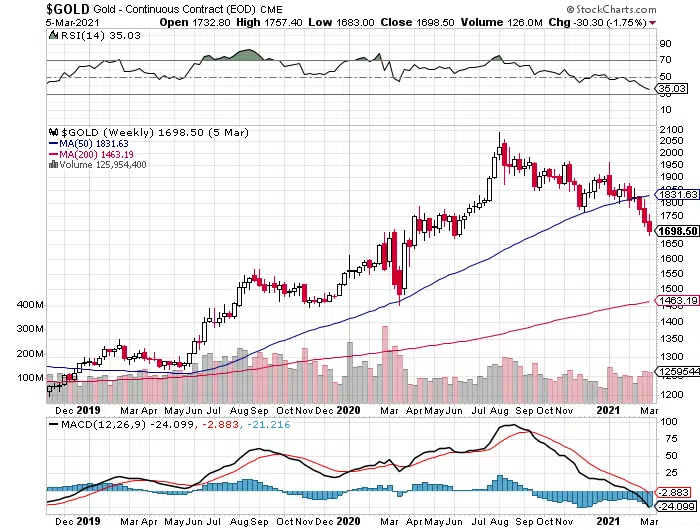 $GOLD Gold - Continuous Contract (EOD) CME © StockCharts.com
5-Mar-2021 Open 1732.80 High 1757.40 Low 1683.00 Close 1698.50 Volume 126.0M Chg -30.30 (-1.75%)
RSI(14) 35.03
90
70
50
35.03
30
10
$GOLD (Weekly) 1698.50 (5 Mar)
MA(50) 1831.63
MA(200) 1463.19
Volume 125,954,400
2100
2050
2000
1950
1900
1850
1831.63
1800
1750
1698.50
1650
1600
1550
1500
1463.19
1400
1350
1300
1259544
1250
1200
400M
300M
200M
100M
Dec 2019 Mar Apr May Jun Jul Aug Sep Oct Nov Dec 2020 Mar Apr May Jun Jul Aug Sep Oct Nov 2021 Mar
MACD(12,26,9) -24.099, -2.883, -21.216
100
75
50
25
-2.883
-24.099
Dec 2019 Mar Apr May Jun Jul Aug Sep Oct Nov Dec 2020 Mar Apr May Jun Jul Aug Sep Oct Nov 2021 Mar